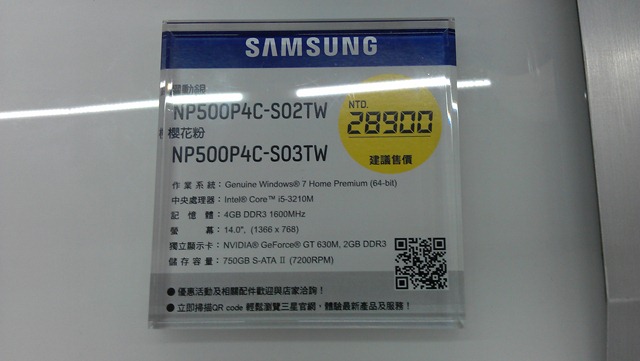 SAMSUNG
動銀
NP500P4C-S02TW
櫻花粉
NP500P4C-S03TW
NTD.
28900
建議售價
作業系統：Genuine Windows® 7 Home Premium (64-bit)
中央處理器：Intel® Core™ i5-3210M
記憶體：4GB DDR3 1600MHz
螢幕：14.0", (1366 x 768)
獨立顯示卡：NVIDIA® GeForce® GT 630M, 2GB DDR3
儲存容量：750GB S-ATA II (7200RPM)
●優惠活動及相關配件歡迎與店家洽詢！
●立即掃描QR code 輕鬆瀏覽三星官網，體驗最新產品及服務！